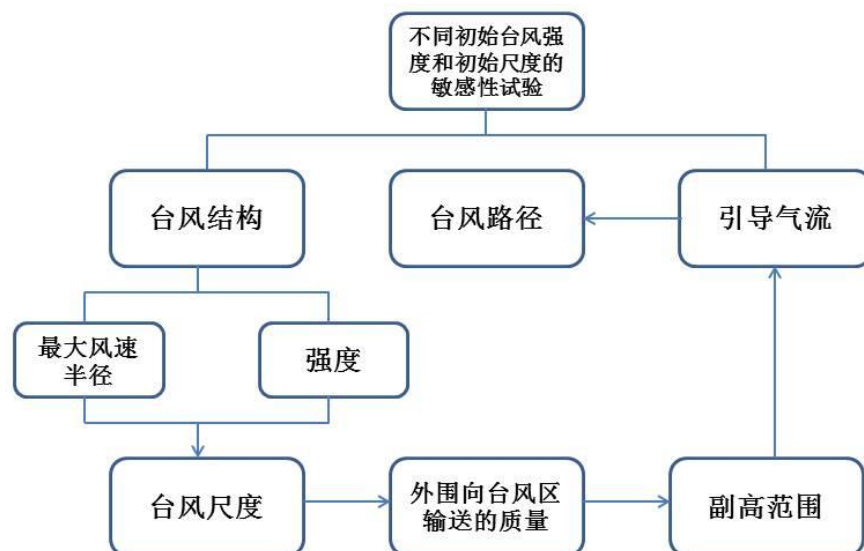 不同初始台风强
度和初始尺度的
敏感性试验
台风结构
台风路径
引导气流
最大风速
半径
强度
台风尺度
外围向台风区
输送的质量
副高范围